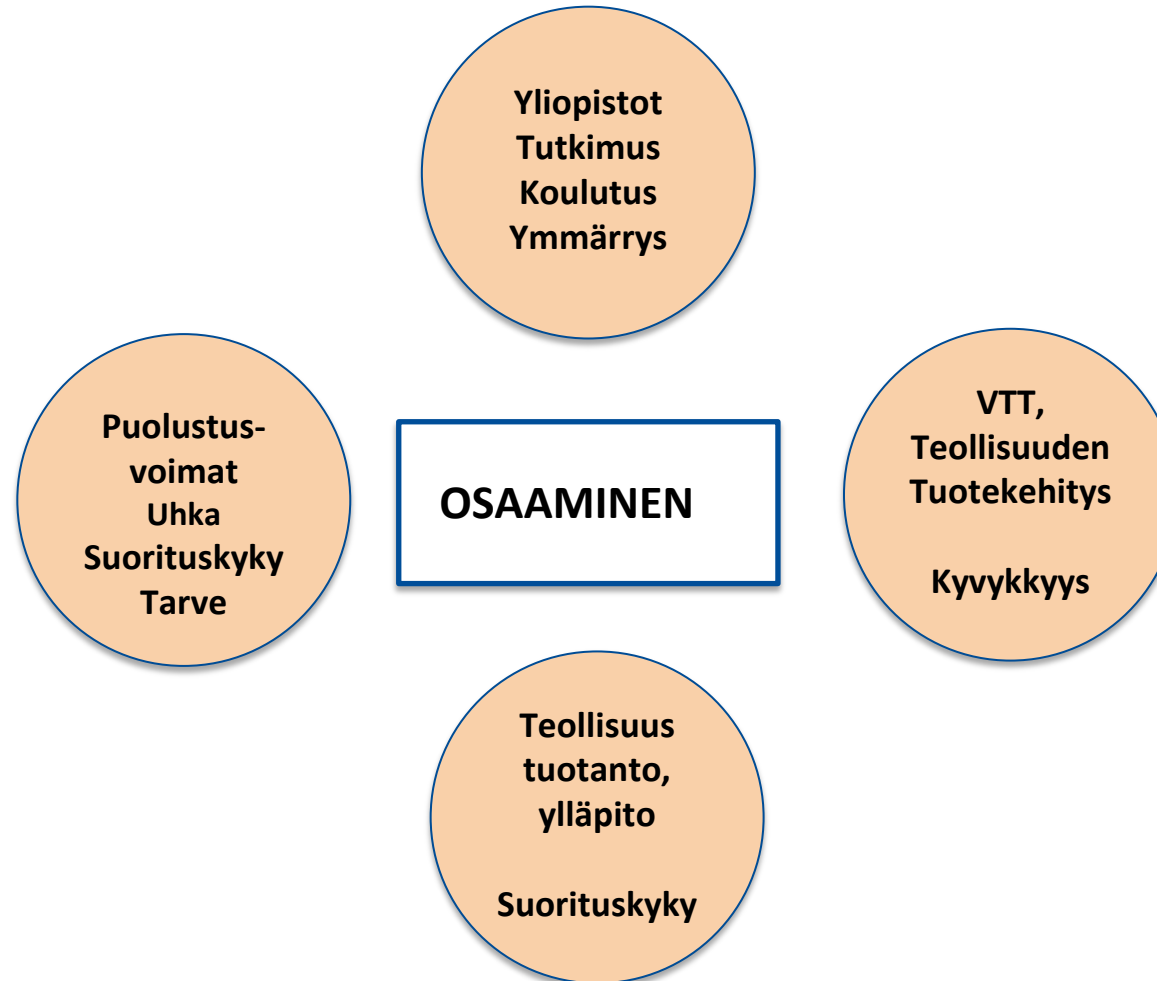 Yliopistot
Tutkimus
Koulutus
Ymmärrys
Puolustus-
voimat
Uhka
Suorituskyky
Tarve
OSAAMINEN
VTT,
Teollisuuden
Tuotekehitys
Kyvykkyys
Teollisuus
tuotanto,
ylläpito
Suorituskyky